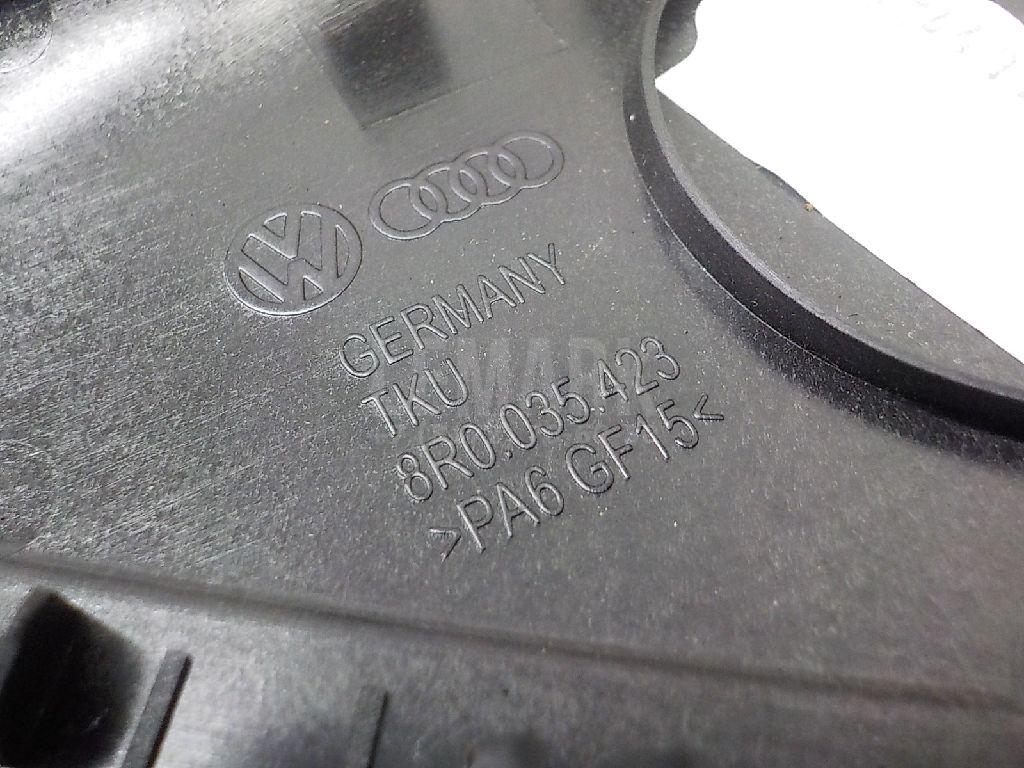 GERMANY
TKU
8R0.035.423
>PA6 GF15<